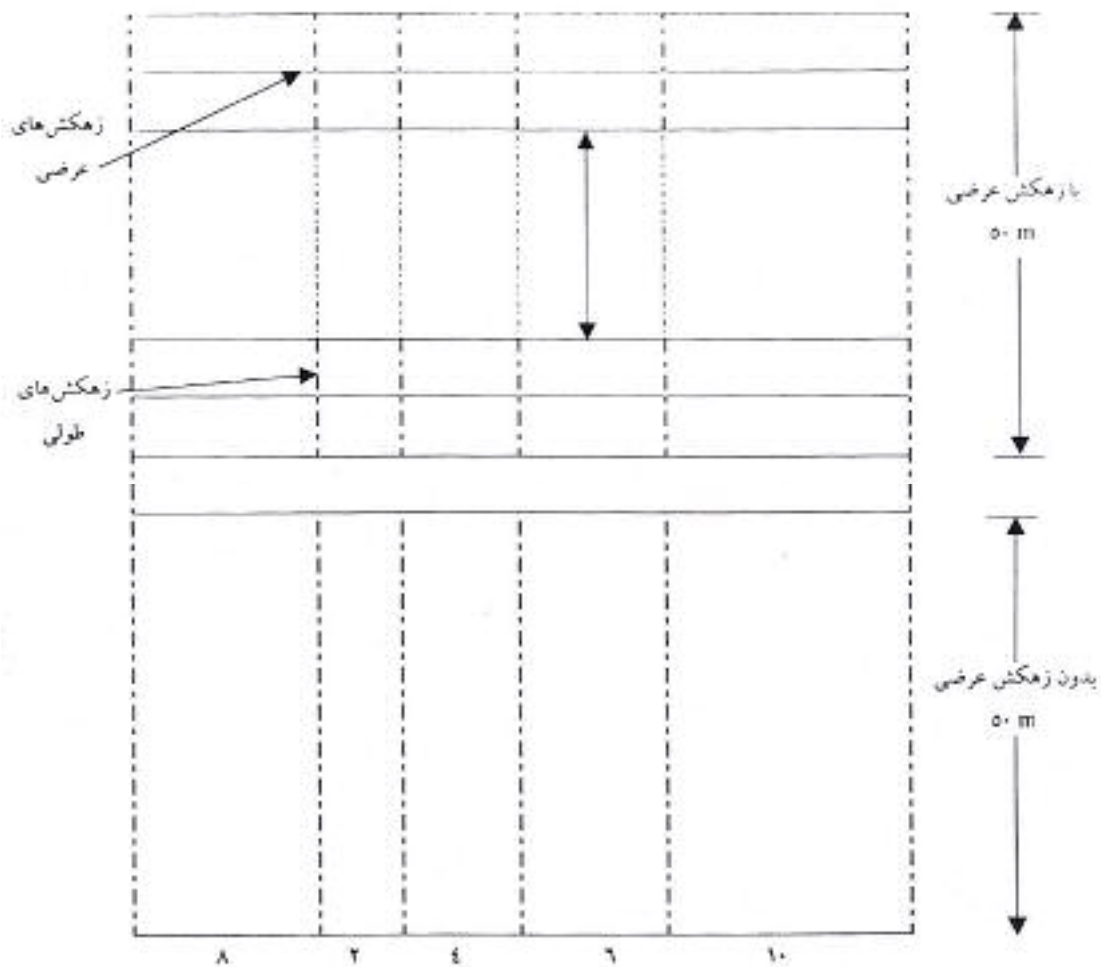 زهکش‌های
عرضی
با زهکش عرضی
۵۰ m
زهکش‌های
طولی
بدون زهکش عرضی
۵۰ m
۸ ۲ ٤ ٦ ۱۰